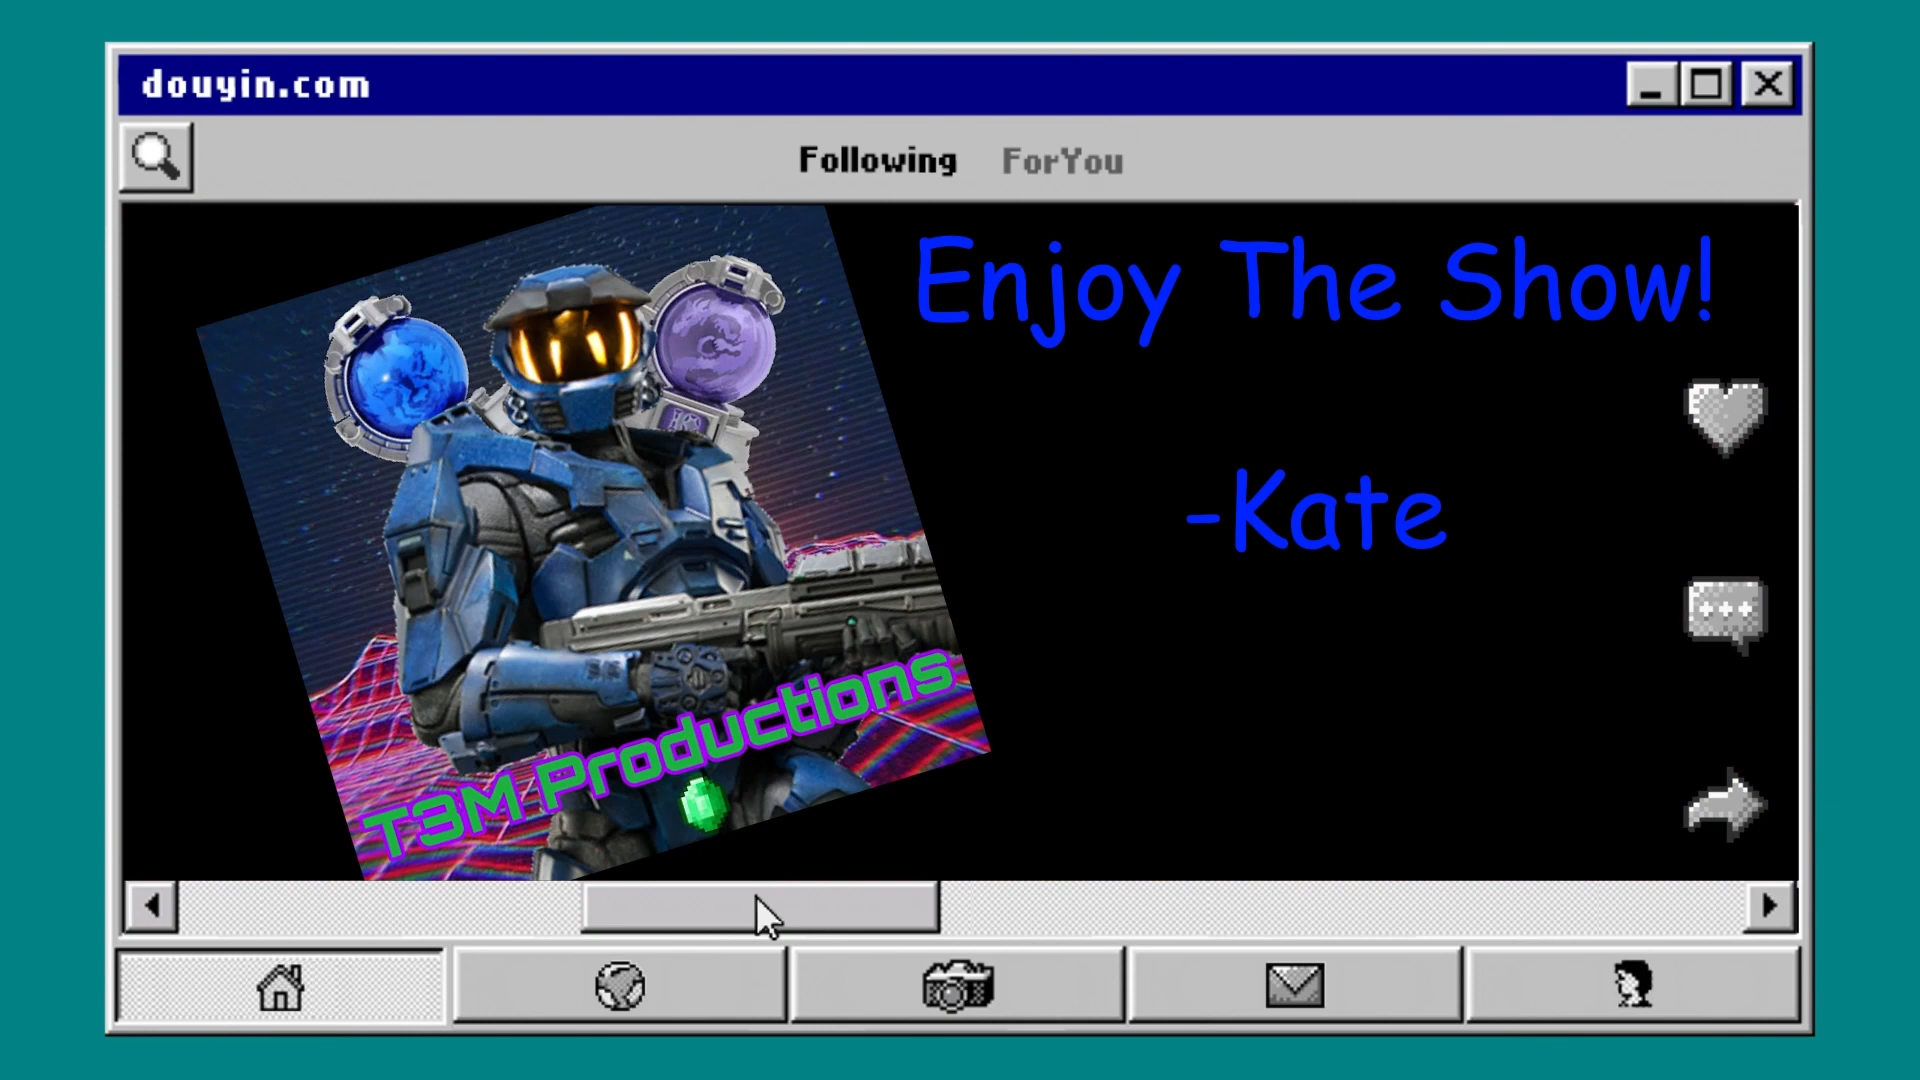 douyin.com
Following ForYou
Enjoy The Show!
-Kate
T3M Productions